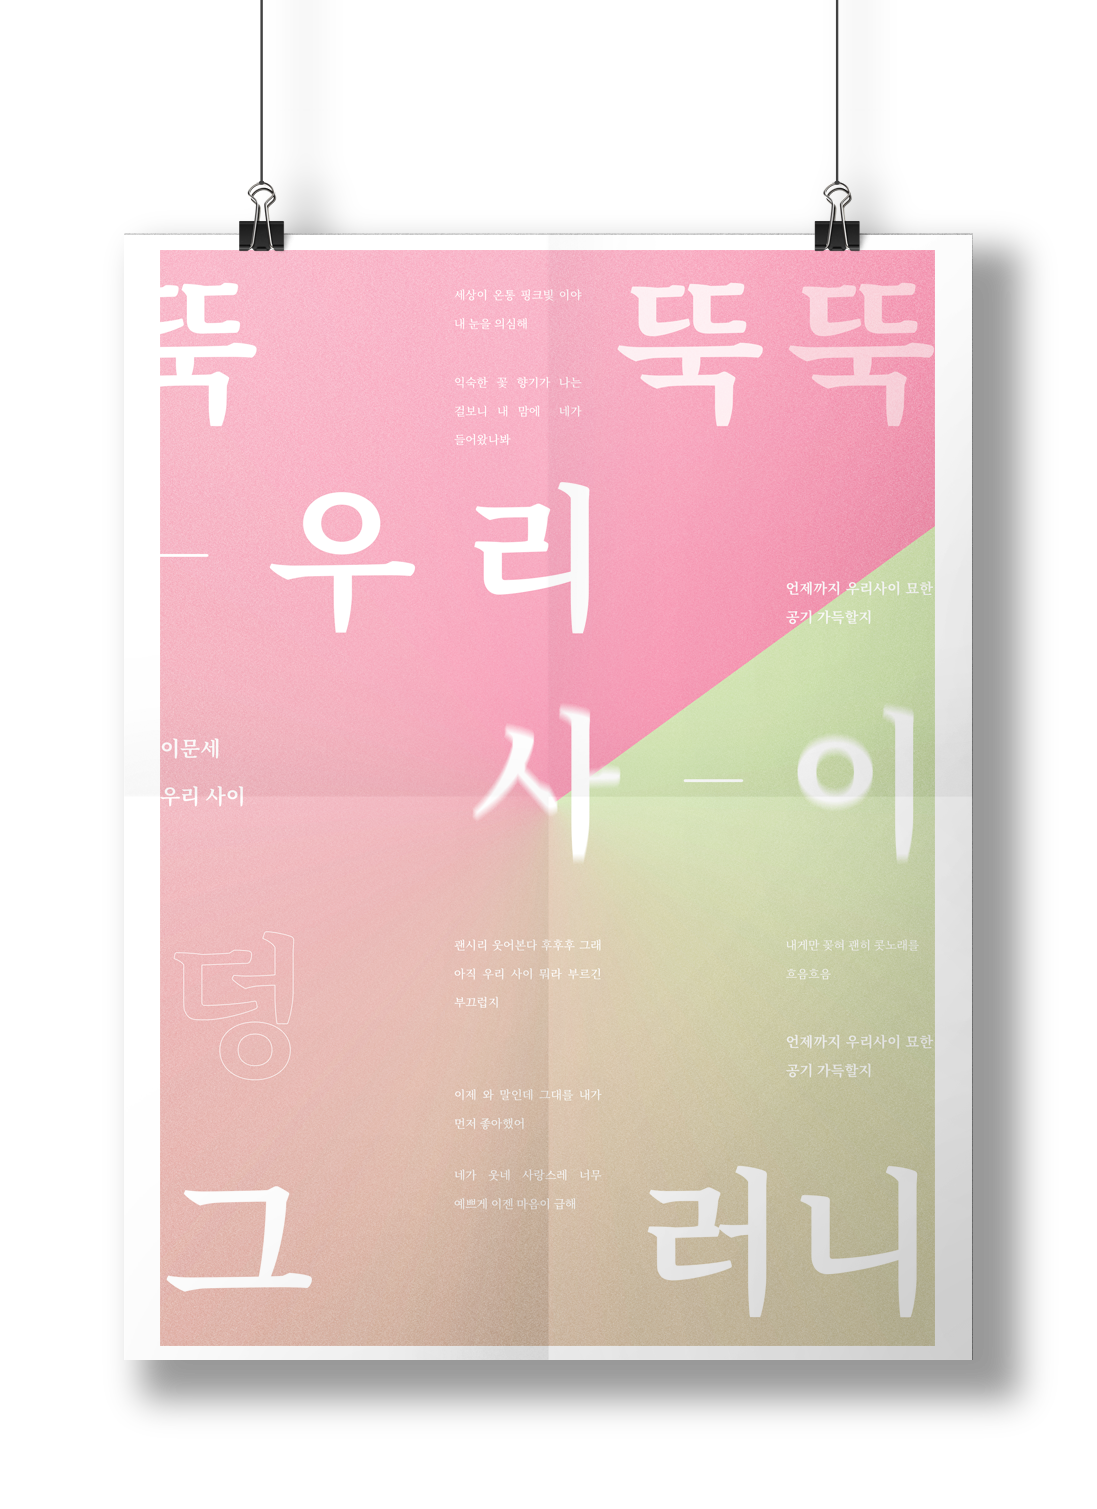 뚝
세상이 온통 핑크빛 이야
내 눈을 의심해
익숙한 꽃 향기가 나는
걸보니 내 맘에 네가
들어왔나봐
뚝뚝
우리
언제까지 우리사이 묘한
공기 가득할지
사 — 이
이문세
우리 사이
덩
괜시리 웃어본다 후후후 그래
아직 우리 사이 뭐라 부르긴
부끄럽지
내게만 꽂혀 괜히 콧노래를
흐음흐음
언제까지 우리사이 묘한
공기 가득할지
이제 와 말인데 그대를 내가
먼저 좋아했어
네가 웃네 사랑스레 너무
예쁘게 이젠 마음이 급해
그러니